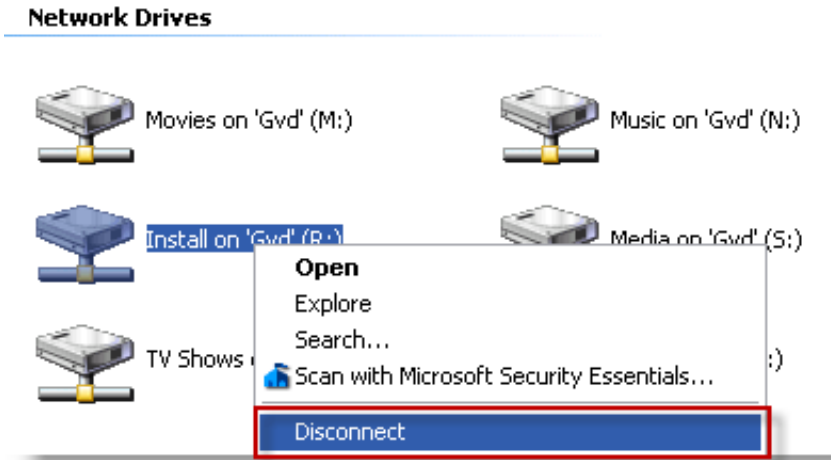 Network Drives
Movies on 'Gvd' (M:)
Music on 'Gvd' (N:)
Install on 'Gvd' (R:)
Media on 'Gvd' (S:)
Open
Explore
Search...
TV Shows
:)
Scan with Microsoft Security Essentials...
Disconnect